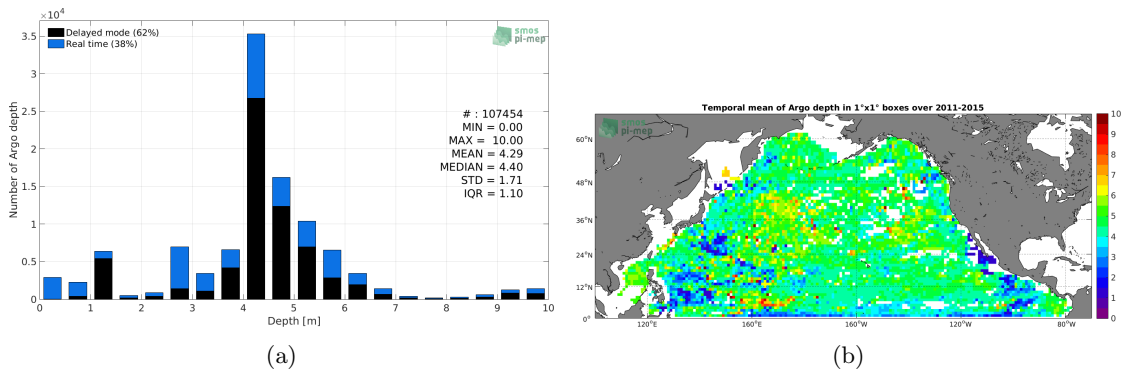 ×10⁴
3.5
3
2.5
2
1.5
1
0.5
0
Number of Argo depth
Delayed mode (62%)
Real time (38%)
smos
pi-mep
# : 107454
MIN = 0.00
MAX = 10.00
MEAN = 4.29
MEDIAN = 4.40
STD = 1.71
IQR = 1.10
0 1 2 3 4 5 6 7 8 9 10
Depth [m]
(a)
Temporal mean of Argo depth in 1°x1° boxes over 2011-2015
smos
pi-mep
60°N
48°N
36°N
24°N
12°N
0°
120°E 160°E 160°W 120°W 80°W
10
9
8
7
6
5
4
3
2
1
0
(b)